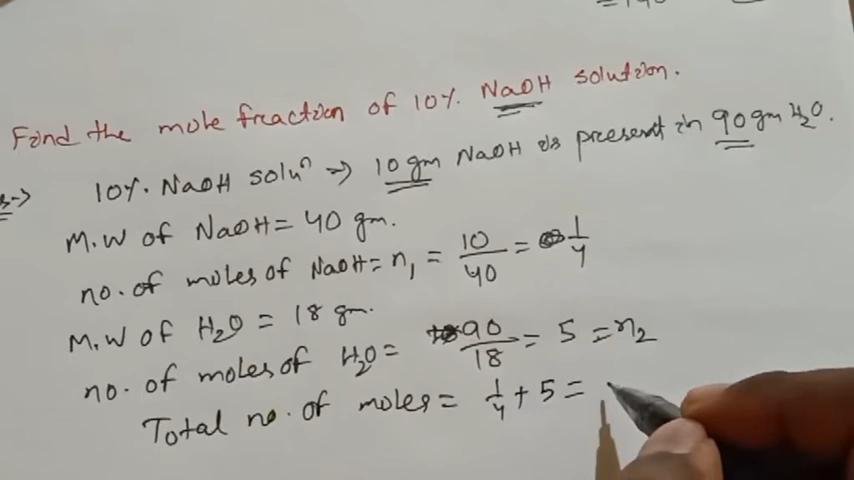 Find the mole fraction of 10% NaOH solution.
10%. NaOH soluⁿ → 10 gm NaOH is present in 90 gm H₂O.
M.W of NaOH = 40 gm.
no. of moles of NaOH = n₁ = 10/40 = 1/4
M.W of H₂O = 18 gm.
no. of moles of H₂O = 90/18 = 5 = n₂
Total no. of moles = 1/4 + 5 =